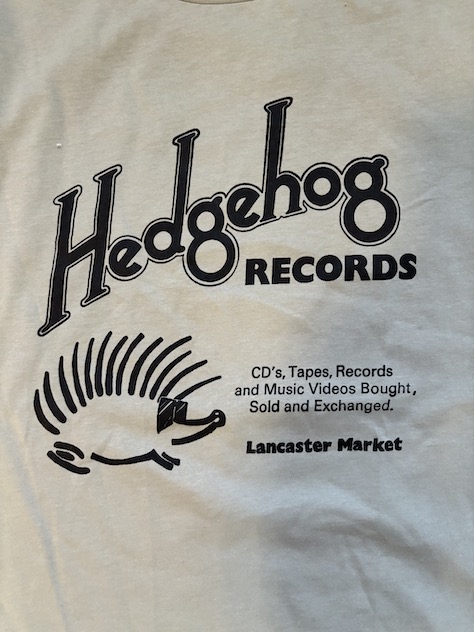 Hedgehog
RECORDS
CD's, Tapes, Records
and Music Videos Bought,
Sold and Exchanged.
Lancaster Market